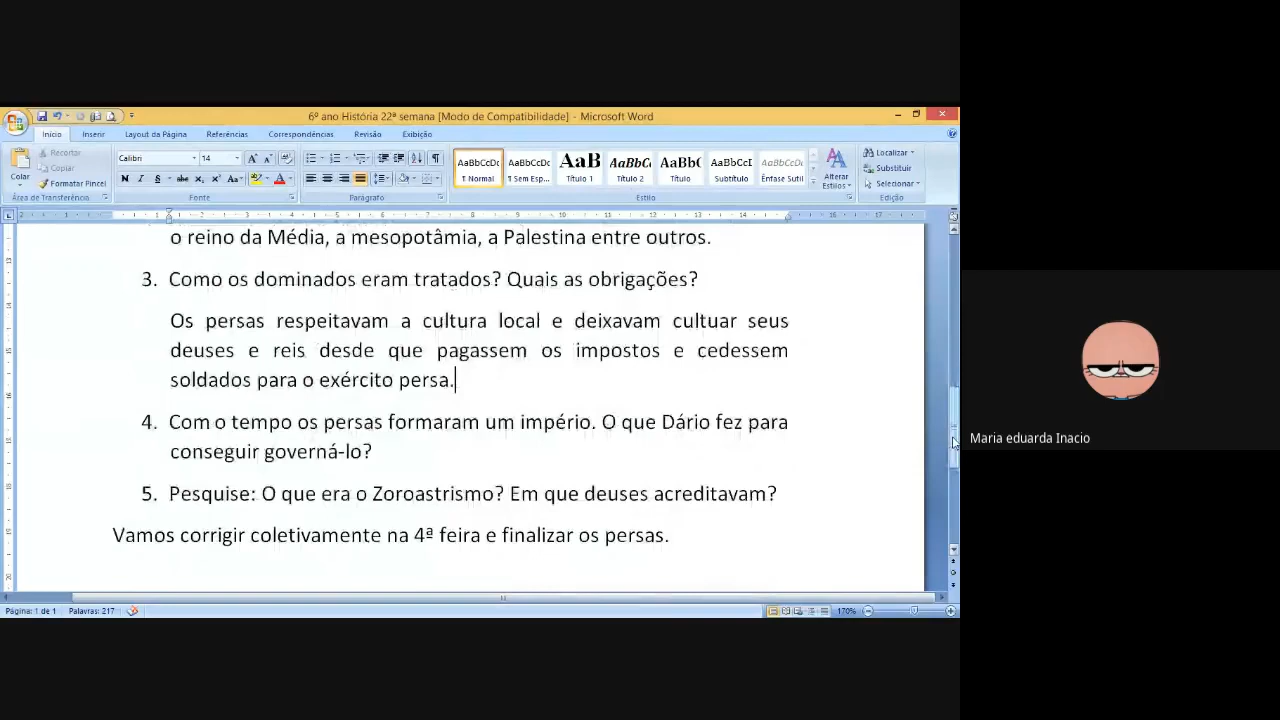 6º ano História 22ª semana [Modo de Compatibilidade] - Microsoft Word
Início Inserir Layout da Página Referências Correspondências Revisão Exibição
Colar
Recortar
Copiar
Formatar Pincel
Área de Transferência
Calibri 14
N I S abe X₂ X² Aa
Fonte
Parágrafo
AaBbCcDc AaBbCcDc AaB AaBbCc AaBbC AaBbCcI AaBbCcDc
¶ Normal ¶ Sem Esp... Título 1 Título 2 Título Subtítulo Ênfase Sutil
Alterar Estilos
Estilo
Localizar
Substituir
Selecionar
Edição
o reino da Média, a mesopotâmia, a Palestina entre outros.
3. Como os dominados eram tratados? Quais as obrigações?
Os persas respeitavam a cultura local e deixavam cultuar seus
deuses e reis desde que pagassem os impostos e cedessem
soldados para o exército persa.
4. Com o tempo os persas formaram um império. O que Dário fez para
conseguir governá-lo?
5. Pesquise: O que era o Zoroastrismo? Em que deuses acreditavam?
Vamos corrigir coletivamente na 4ª feira e finalizar os persas.
Página: 1 de 1 Palavras: 217 170%
Maria eduarda Inacio